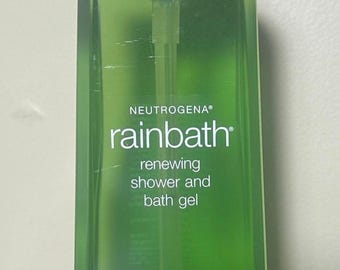 NEUTROGENA®
rainbath®
renewing
shower and
bath gel